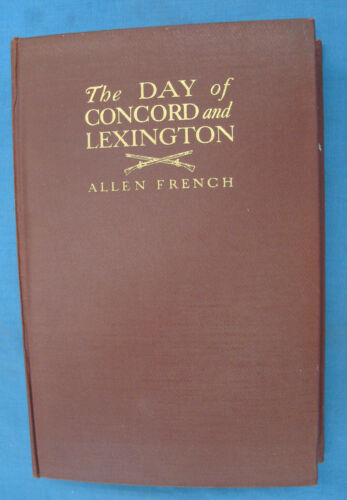 The DAY of
CONCORD and
LEXINGTON
ALLEN FRENCH